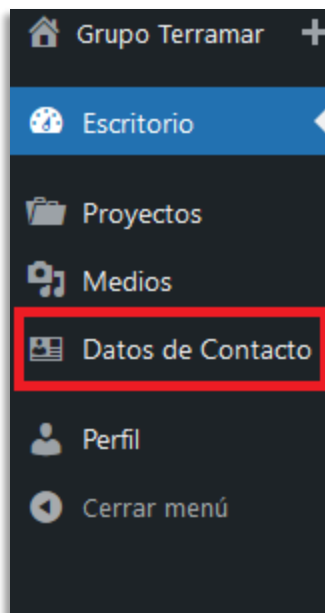 Grupo Terramar
Escritorio
Proyectos
Medios
Datos de Contacto
Perfil
Cerrar menú